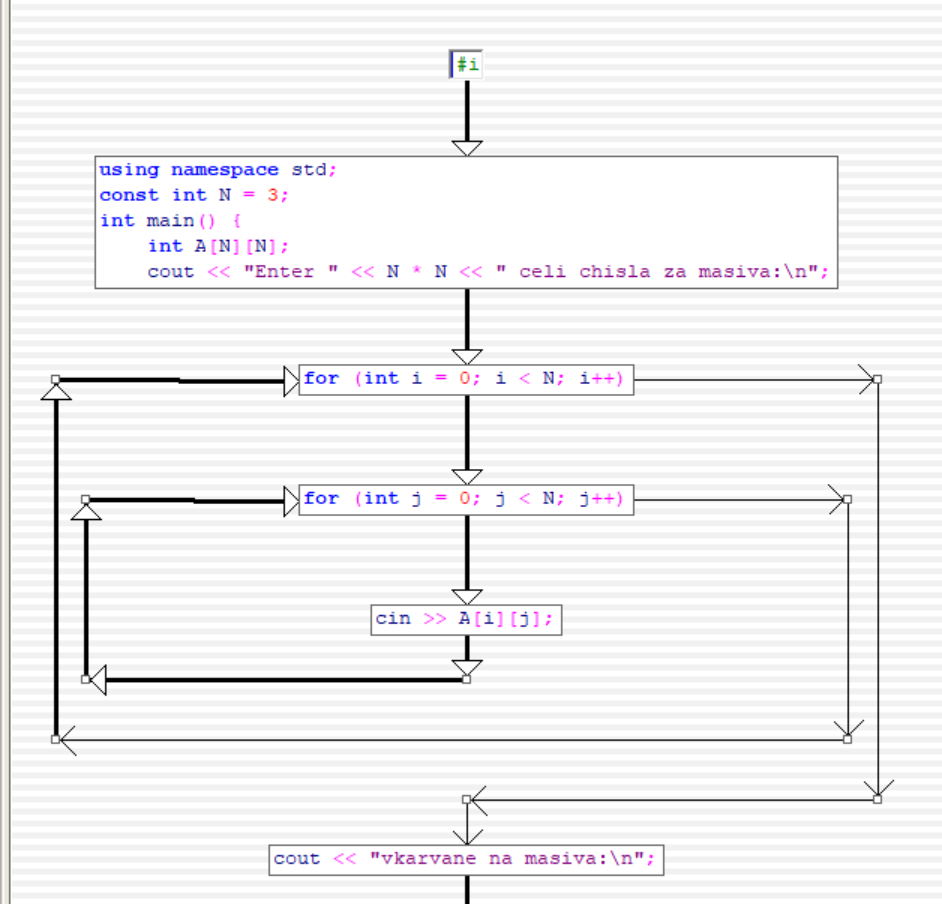 #i
using namespace std;
const int N = 3;
int main() {
int A[N][N];
cout << "Enter " << N * N << " celi chisla za masiva:\n";
for (int i = 0; i < N; i++)
for (int j = 0; j < N; j++)
cin >> A[i][j];
cout << "vkarvane na masiva:\n";